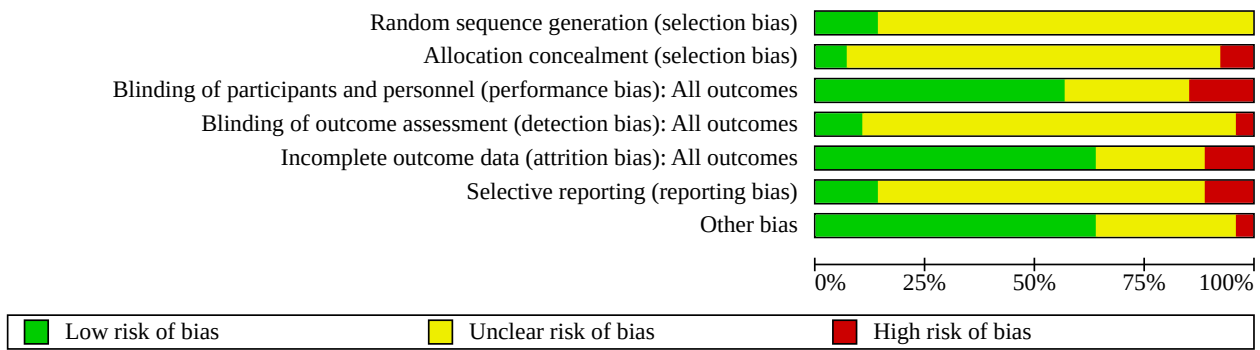 Random sequence generation (selection bias)
Allocation concealment (selection bias)
Blinding of participants and personnel (performance bias): All outcomes
Blinding of outcome assessment (detection bias): All outcomes
Incomplete outcome data (attrition bias): All outcomes
Selective reporting (reporting bias)
Other bias
0% 25% 50% 75% 100%
Low risk of bias Unclear risk of bias High risk of bias